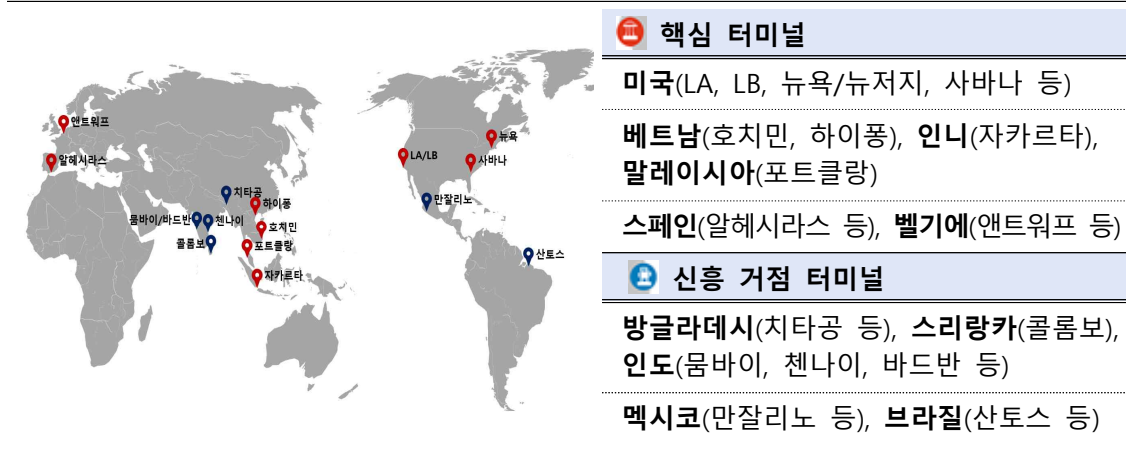 앤트워프
알헤시라스
치타공
하이퐁
뭄바이/바드반
첸나이
호치민
콜롬보
포트클랑
자카르타
뉴욕
LA/LB
사바나
만잘리노
산토스
핵심 터미널
미국(LA, LB, 뉴욕/뉴저지, 사바나 등)
베트남(호치민, 하이퐁), 인니(자카르타),
말레이시아(포트클랑)
스페인(알헤시라스 등), 벨기에(앤트워프 등)
신흥 거점 터미널
방글라데시(치타공 등), 스리랑카(콜롬보),
인도(뭄바이, 첸나이, 바드반 등)
멕시코(만잘리노 등), 브라질(산토스 등)